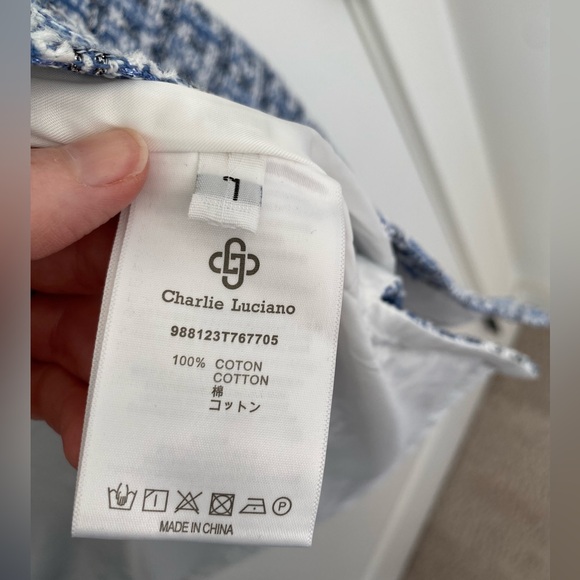 L
Charlie Luciano
988123T767705
100% COTON
COTTON
棉
コットン
P
MADE IN CHINA